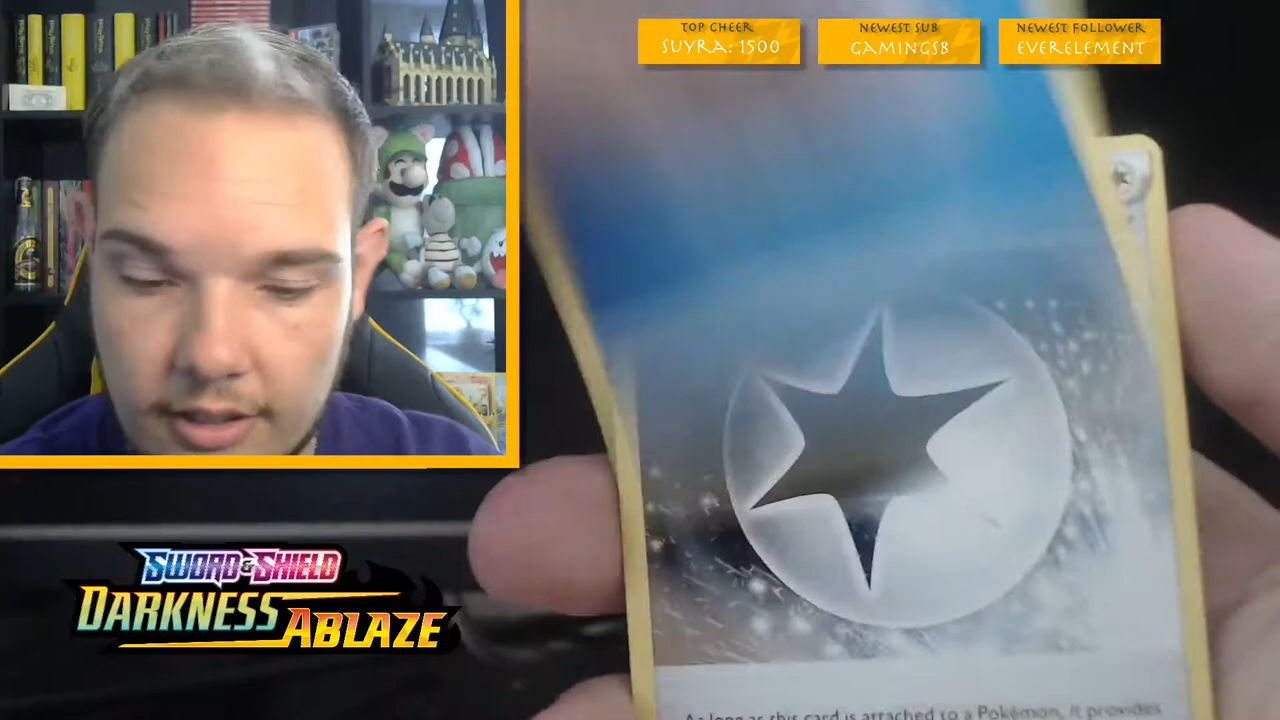 TOP CHEER
SUYRA: 1500
NEWEST SUB
GAMINGSB
NEWEST FOLLOWER
EVERELEMENT
SWORD & SHIELD
DARKNESS
ABLAZE
As long as this card is attached to a Pokémon, it provides